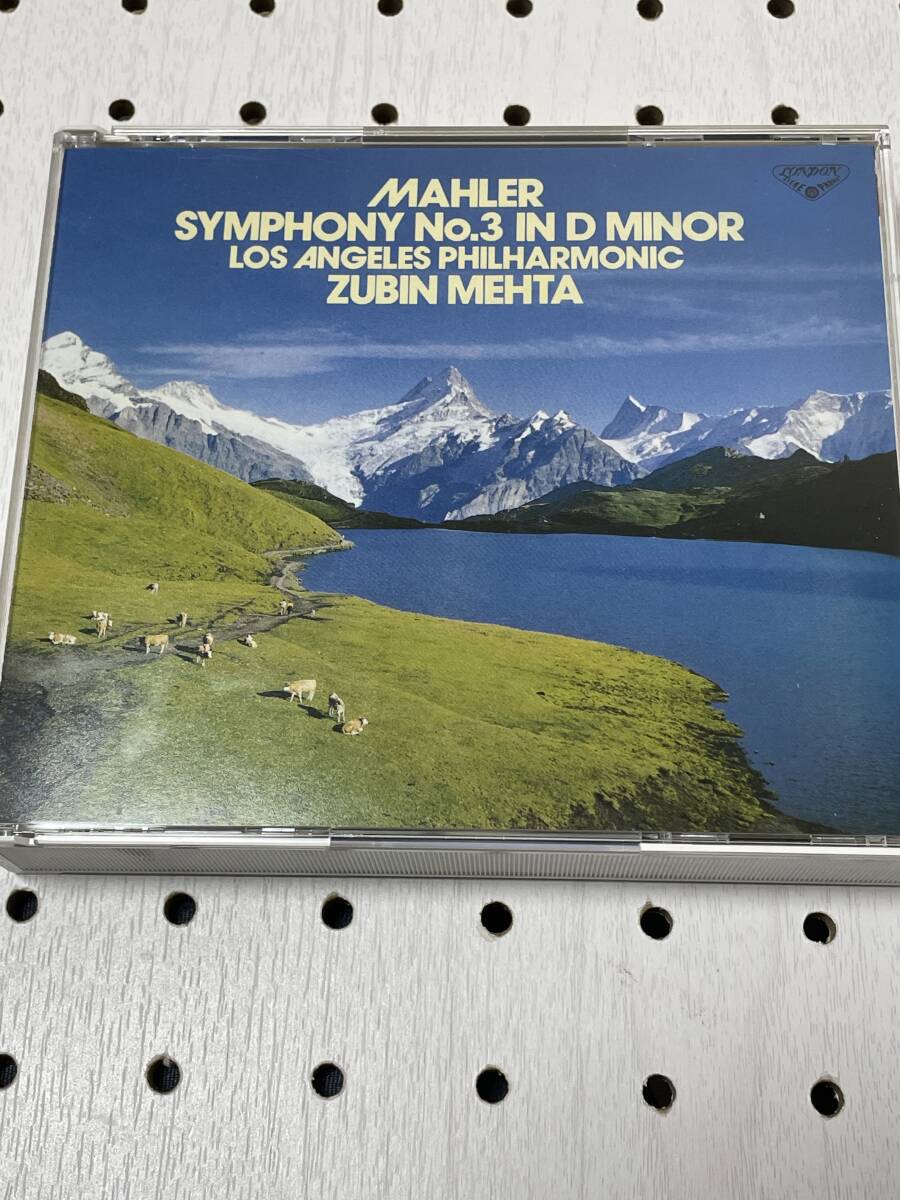 MAHLER
SYMPHONY No.3 IN D MINOR
LOS ANGELES PHILHARMONIC
ZUBIN MEHTA
LONDON